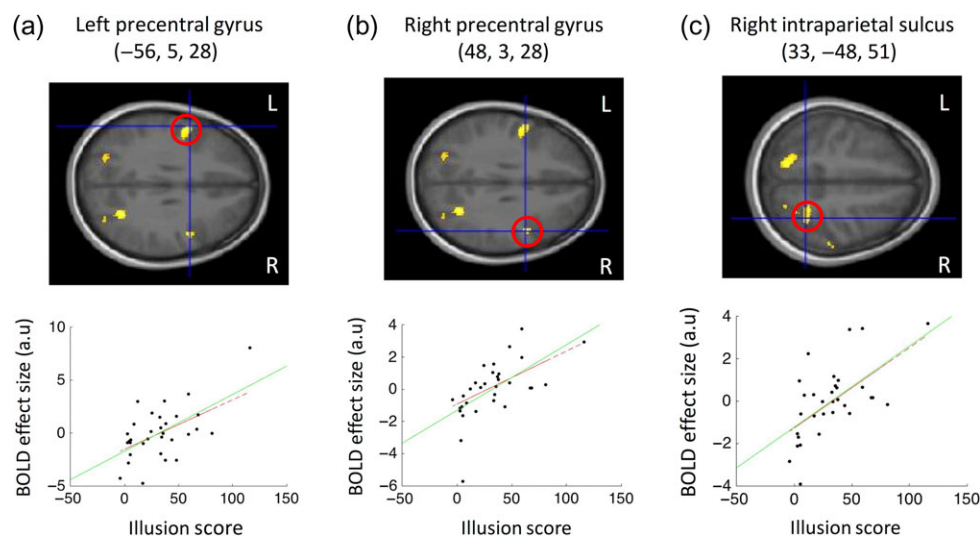 (a) Left precentral gyrus
(−56, 5, 28)
L
R
10
5
0
−5
−50 0 50 100 150
BOLD effect size (a.u)
Illusion score
(b) Right precentral gyrus
(48, 3, 28)
L
R
4
2
0
−2
−4
−6
−50 0 50 100 150
BOLD effect size (a.u)
Illusion score
(c) Right intraparietal sulcus
(33, −48, 51)
L
R
4
2
0
−2
−4
−50 0 50 100 150
BOLD effect size (a.u)
Illusion score